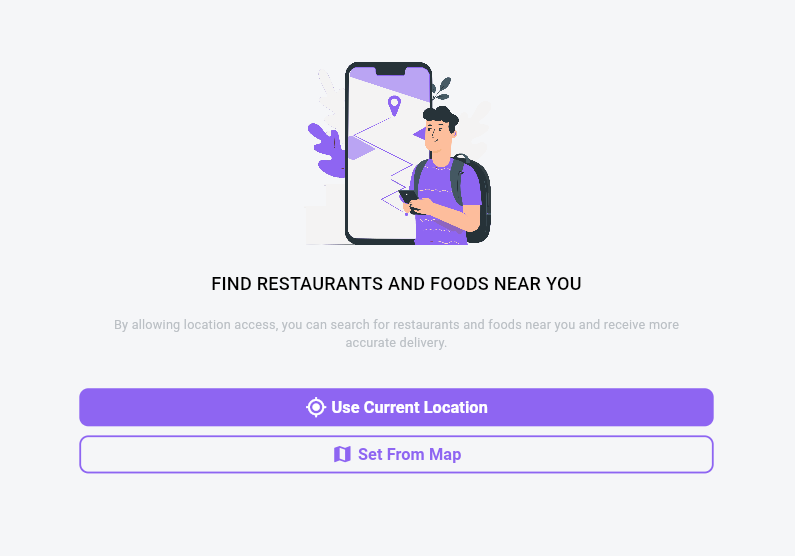 FIND RESTAURANTS AND FOODS NEAR YOU
By allowing location access, you can search for restaurants and foods near you and receive more
accurate delivery.
Use Current Location
Set From Map